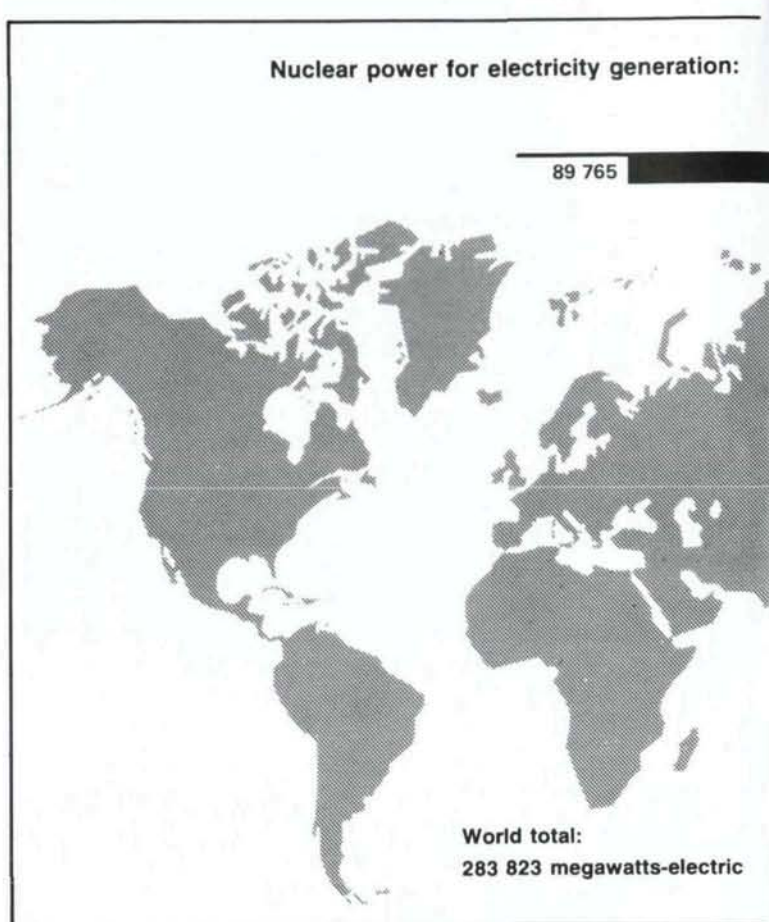 Nuclear power for electricity generation:
89 765
World total:
283 823 megawatts-electric